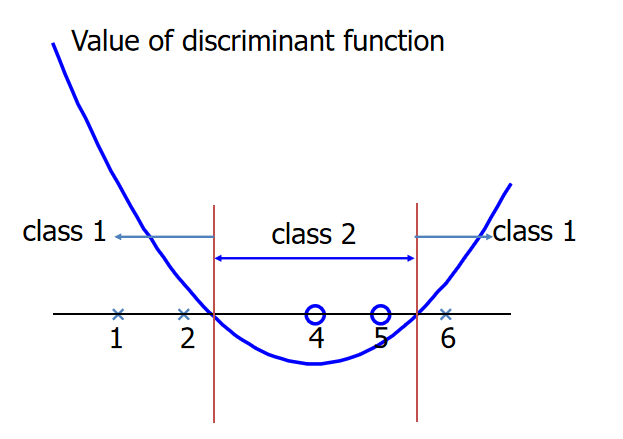 Value of discriminant function
class 1
class 2
class 1
1 2 4 5 6